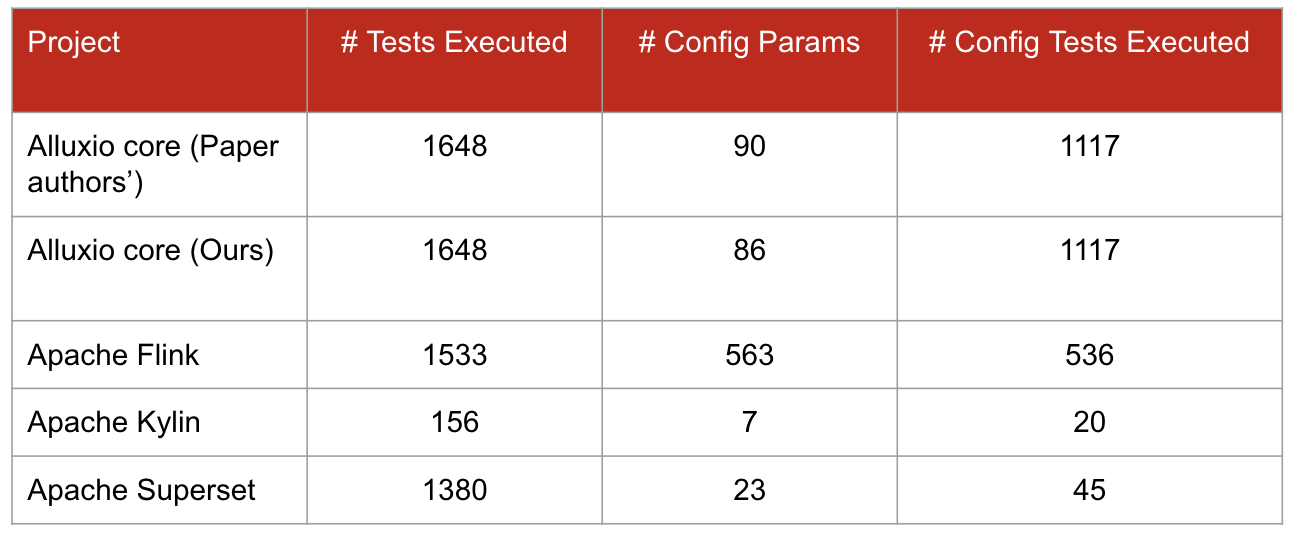 Project # Tests Executed # Config Params # Config Tests Executed
Alluxio core (Paper 1648 90 1117
authors’)
Alluxio core (Ours) 1648 86 1117
Apache Flink 1533 563 536
Apache Kylin 156 7 20
Apache Superset 1380 23 45